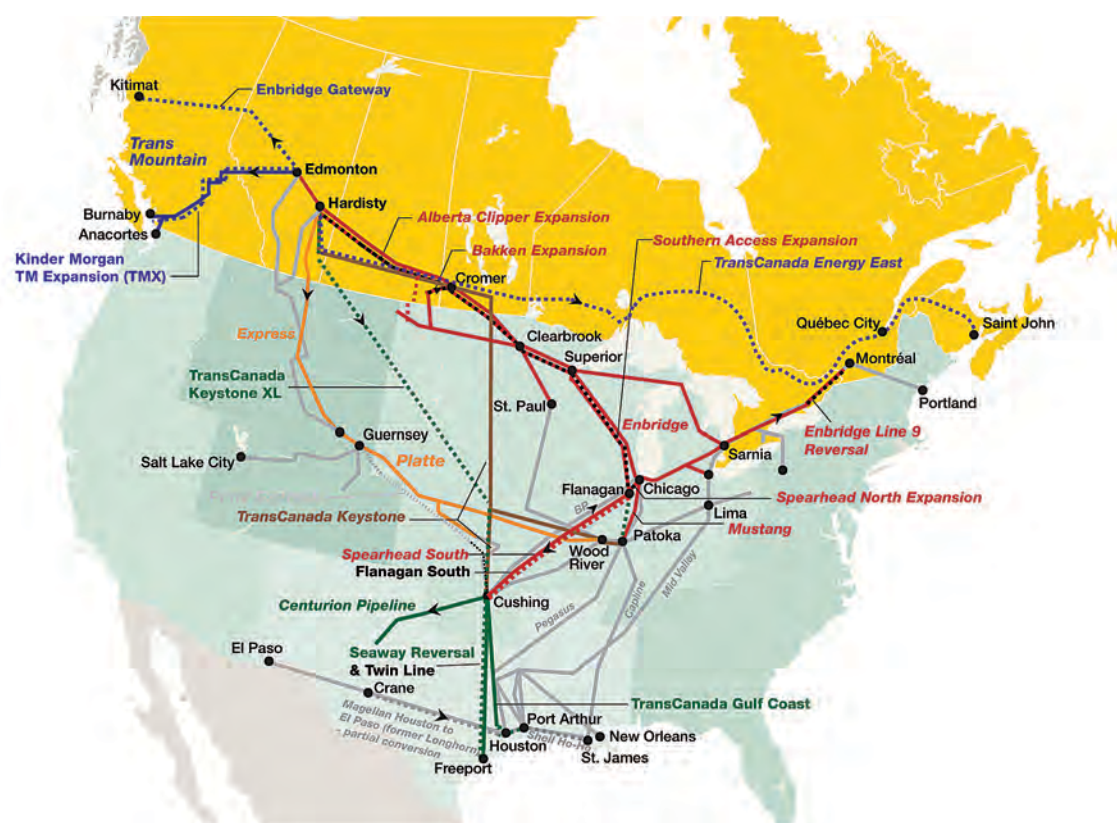 Kitimat
Enbridge Gateway
Trans
Mountain
Edmonton
Hardisty
Burnaby
Anacortes
Alberta Clipper Expansion
Kinder Morgan
TM Expansion (TMX)
Bakken Expansion
Southern Access Expansion
TransCanada Energy East
Cromer
Express
Clearbrook
Superior
Québec City
Saint John
Montréal
TransCanada
Keystone XL
St. Paul
Portland
Enbridge
Enbridge Line 9
Reversal
Guernsey
Salt Lake City
Platte
Sarnia
Flanagan
Chicago
Spearhead North Expansion
BP
Lima
TransCanada Keystone
Mustang
Wood
River
Patoka
Spearhead South
Flanagan South
Mid Valley
Capline
Pegasus
Cushing
Centurion Pipeline
El Paso
Seaway Reversal
& Twin Line
Crane
TransCanada Gulf Coast
Magellan Houston to
El Paso (former Longhorn)
- partial conversion
Port Arthur
Houston
Shell Ho-Ho
New Orleans
St. James
Freeport